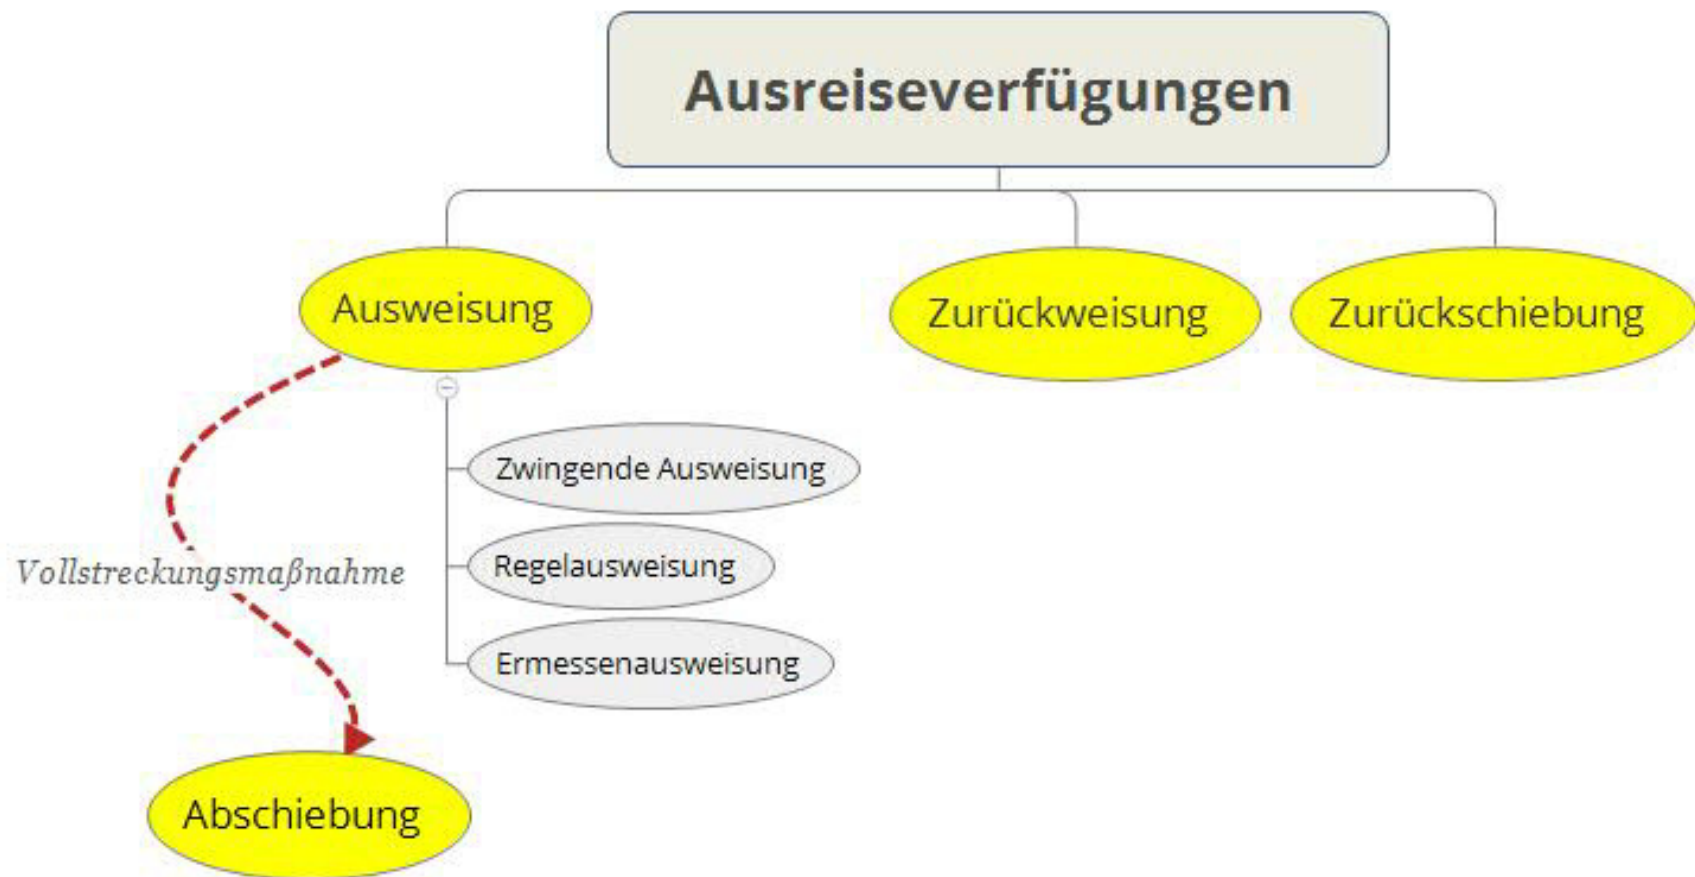 Ausreiseverfügungen
Ausweisung
Zurückweisung
Zurückschiebung
Zwingende Ausweisung
Regelausweisung
Ermessenausweisung
Vollstreckungsmaßnahme
Abschiebung